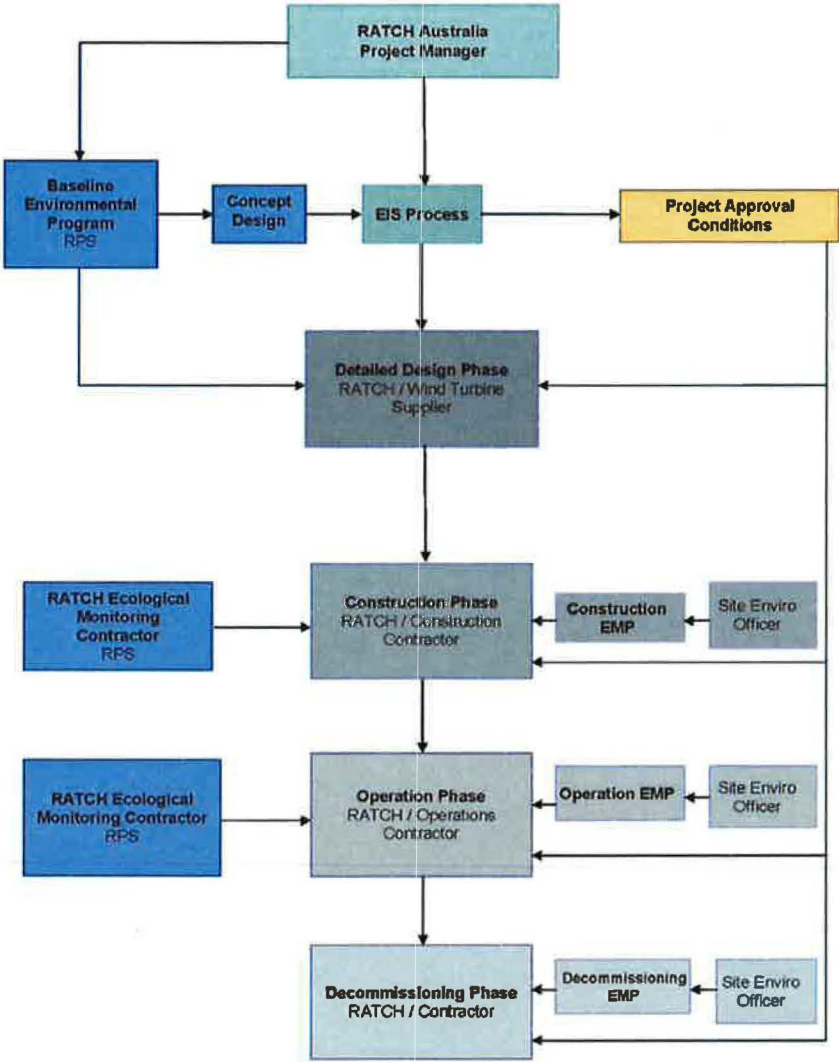 RATCH Australia
Project Manager
Baseline
Environmental
Program
RPS
Concept
Design
EIS Process
Project Approval
Conditions
Detailed Design Phase
RATCH / Wind Turbine
Supplier
RATCH Ecological
Monitoring
Contractor
RPS
Construction Phase
RATCH / Construction
Contractor
Construction
EMP
Site Enviro
Officer
RATCH Ecological
Monitoring Contractor
RPS
Operation Phase
RATCH / Operations
Contractor
Operation EMP
Site Enviro
Officer
Decommissioning Phase
RATCH / Contractor
Decommissioning
EMP
Site Enviro
Officer